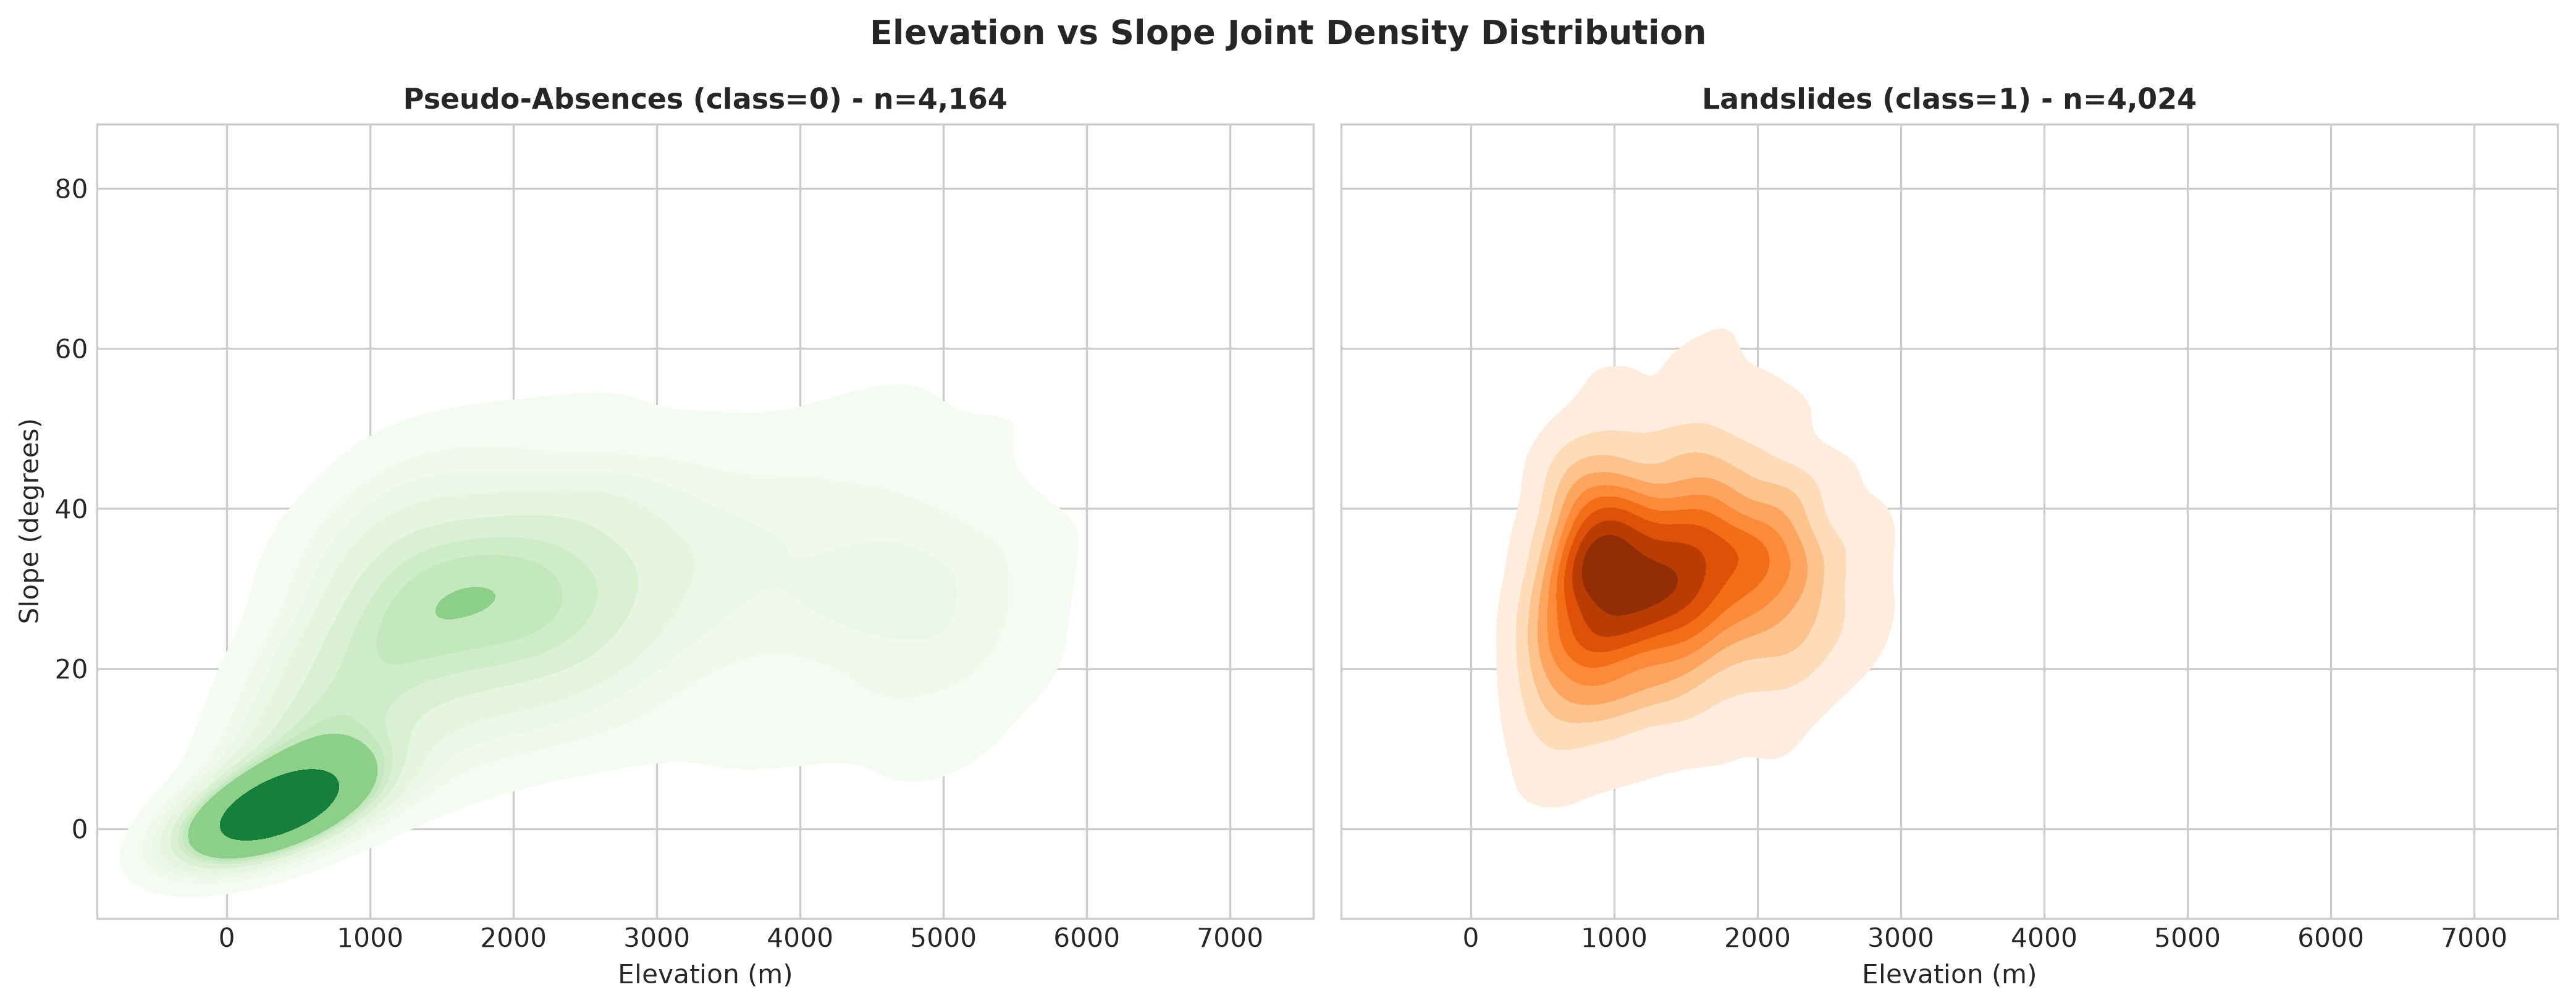 Elevation vs Slope Joint Density Distribution
Pseudo-Absences (class=0) - n=4,164
Landslides (class=1) - n=4,024
80
60
40
20
0
Slope (degrees)
0 1000 2000 3000 4000 5000 6000 7000
0 1000 2000 3000 4000 5000 6000 7000
Elevation (m)
Elevation (m)